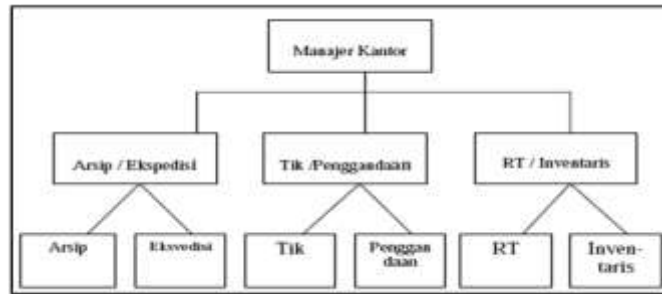 Manajer Kantor
Arsip / Ekspedisi
Tik /Penggandaan
RT / Inventaris
Arsip
Eksvedisi
Tik
Penggan
daan
RT
Inven-
taris